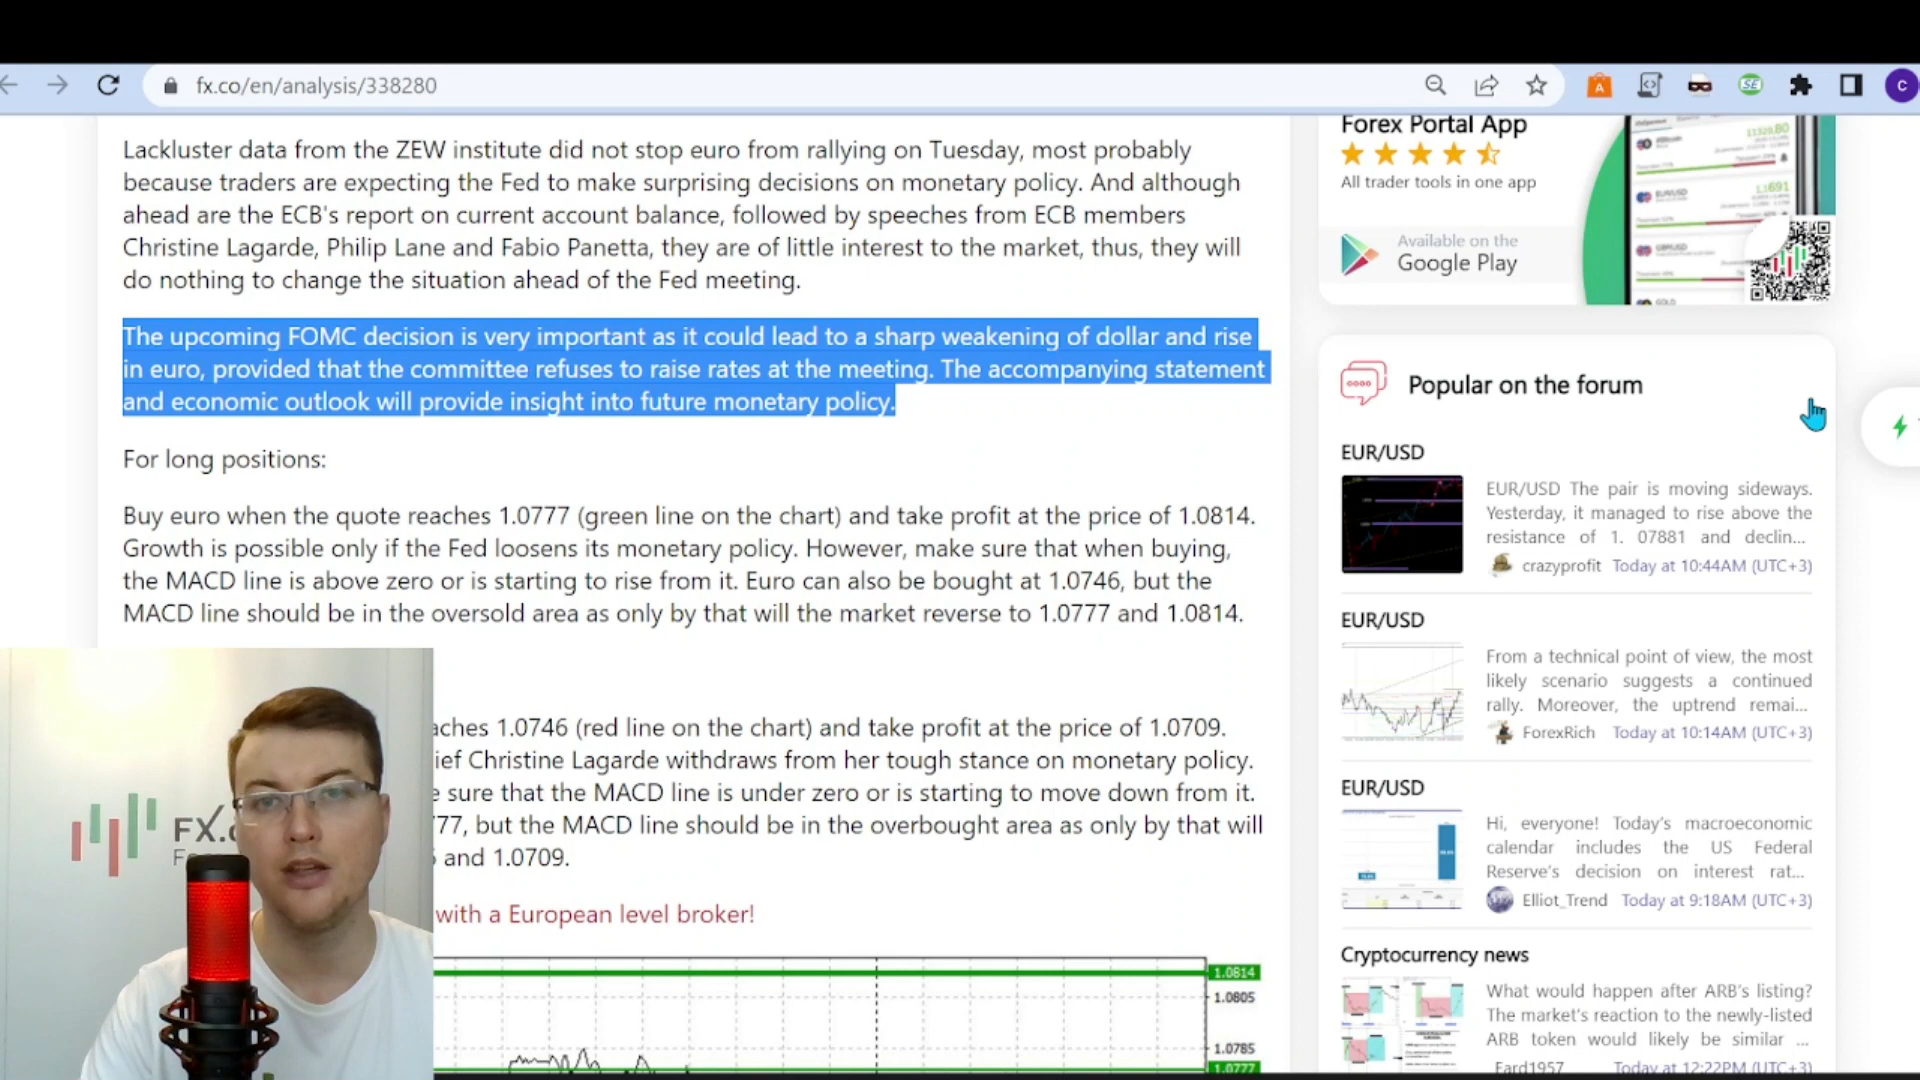 fx.co/en/analysis/338280
A
SE
C
Lackluster data from the ZEW institute did not stop euro from rallying on Tuesday, most probably
because traders are expecting the Fed to make surprising decisions on monetary policy. And although
ahead are the ECB's report on current account balance, followed by speeches from ECB members
Christine Lagarde, Philip Lane and Fabio Panetta, they are of little interest to the market, thus, they will
do nothing to change the situation ahead of the Fed meeting.
The upcoming FOMC decision is very important as it could lead to a sharp weakening of dollar and rise
in euro, provided that the committee refuses to raise rates at the meeting. The accompanying statement
and economic outlook will provide insight into future monetary policy.
For long positions:
Buy euro when the quote reaches 1.0777 (green line on the chart) and take profit at the price of 1.0814.
Growth is possible only if the Fed loosens its monetary policy. However, make sure that when buying,
the MACD line is above zero or is starting to rise from it. Euro can also be bought at 1.0746, but the
MACD line should be in the oversold area as only by that will the market reverse to 1.0777 and 1.0814.
aches 1.0746 (red line on the chart) and take profit at the price of 1.0709.
ief Christine Lagarde withdraws from her tough stance on monetary policy.
e sure that the MACD line is under zero or is starting to move down from it.
77, but the MACD line should be in the overbought area as only by that will
and 1.0709.
with a European level broker!
1.0814
1.0805
1.0785
1.0777
FX.c
Fo
Forex Portal App
All trader tools in one app
Available on the
Google Play
11329.80
EUR/USD
1.1691
GBP/USD
GOLD
Popular on the forum
EUR/USD
EUR/USD The pair is moving sideways.
Yesterday, it managed to rise above the
resistance of 1. 07881 and declin...
crazyprofit Today at 10:44AM (UTC+3)
EUR/USD
From a technical point of view, the most
likely scenario suggests a continued
rally. Moreover, the uptrend remai...
ForexRich Today at 10:14AM (UTC+3)
EUR/USD
Hi, everyone! Today's macroeconomic
calendar includes the US Federal
Reserve's decision on interest rat...
Elliot_Trend Today at 9:18AM (UTC+3)
Cryptocurrency news
What would happen after ARB's listing?
The market's reaction to the newly-listed
ARB token would likely be similar ...
Fard1957 Today at 12:22PM (UTC+3)